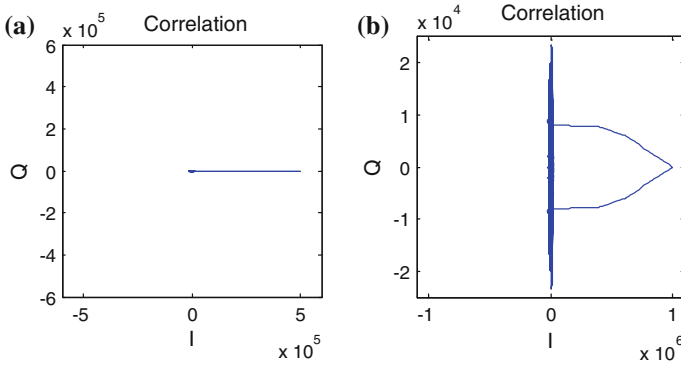 (a)
Correlation
x 10^5
6
4
2
0
-2
-4
-6
Q
-5 0 5
I
x 10^5
(b)
Correlation
x 10^4
2
1
0
-1
-2
Q
-1 0 1
I
x 10^6